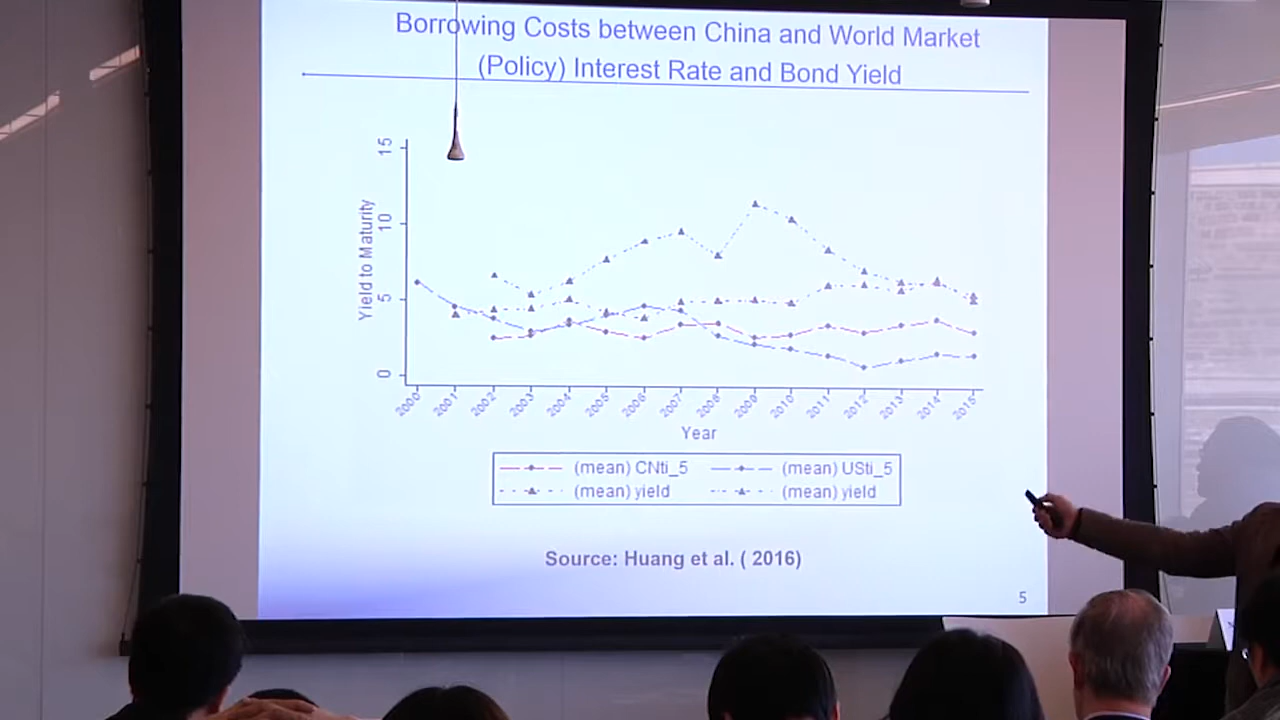 Borrowing Costs between China and World Market
(Policy) Interest Rate and Bond Yield
15
10
5
0
Yield to Maturity
2000 2001 2002 2003 2004 2005 2006 2007 2008 2009 2010 2011 2012 2013 2014 2015
Year
(mean) CNti_5 (mean) USti_5
(mean) yield (mean) yield
Source: Huang et al. ( 2016)
5